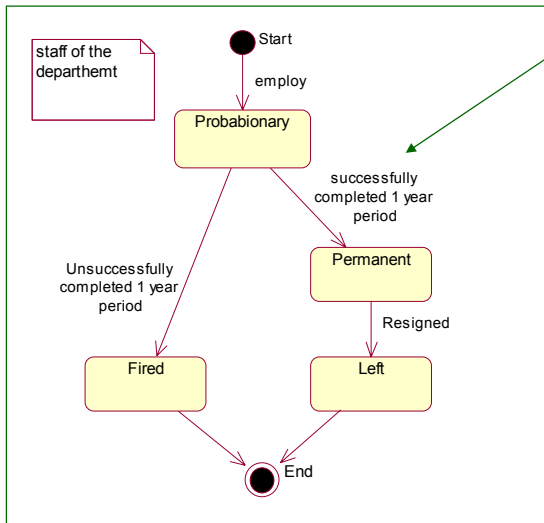 staff of the
departhemt
Start
employ
Probabionary
successfully
completed 1 year
period
Unsuccessfully
completed 1 year
period
Permanent
Resigned
Fired
Left
End